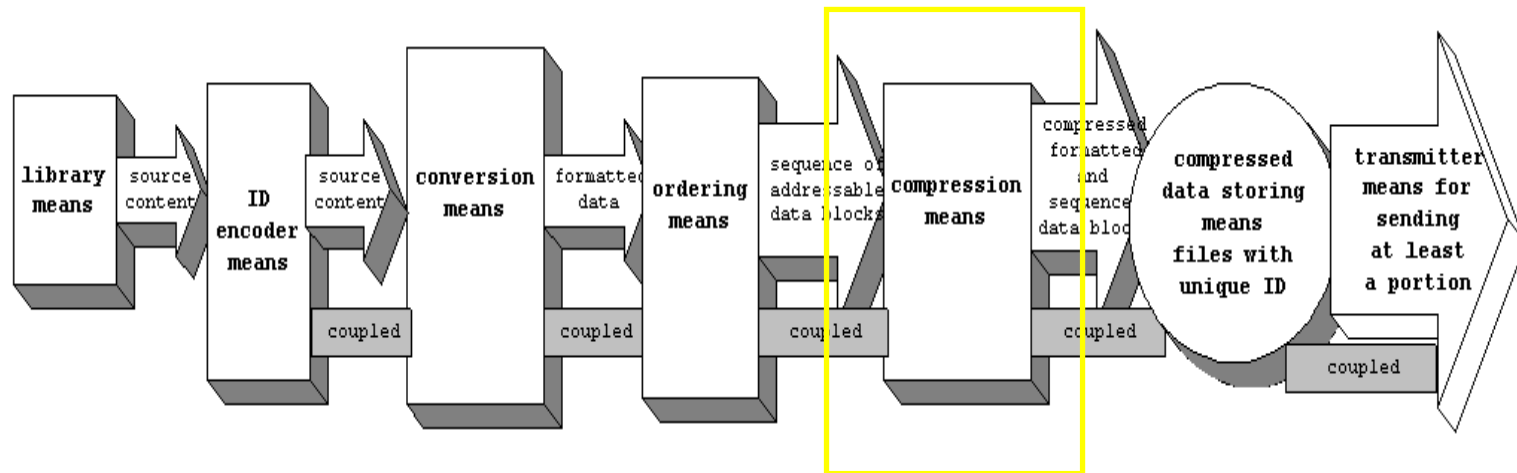 library
means
source
content
ID
encoder
means
source
content
coupled
conversion
means
formatted
data
coupled
ordering
means
sequence of
addressable
data blocks
coupled
compression
means
compressed
formatted
and
sequence
data block
coupled
compressed
data storing
means
files with
unique ID
transmitter
means for
sending
at least
a portion
coupled